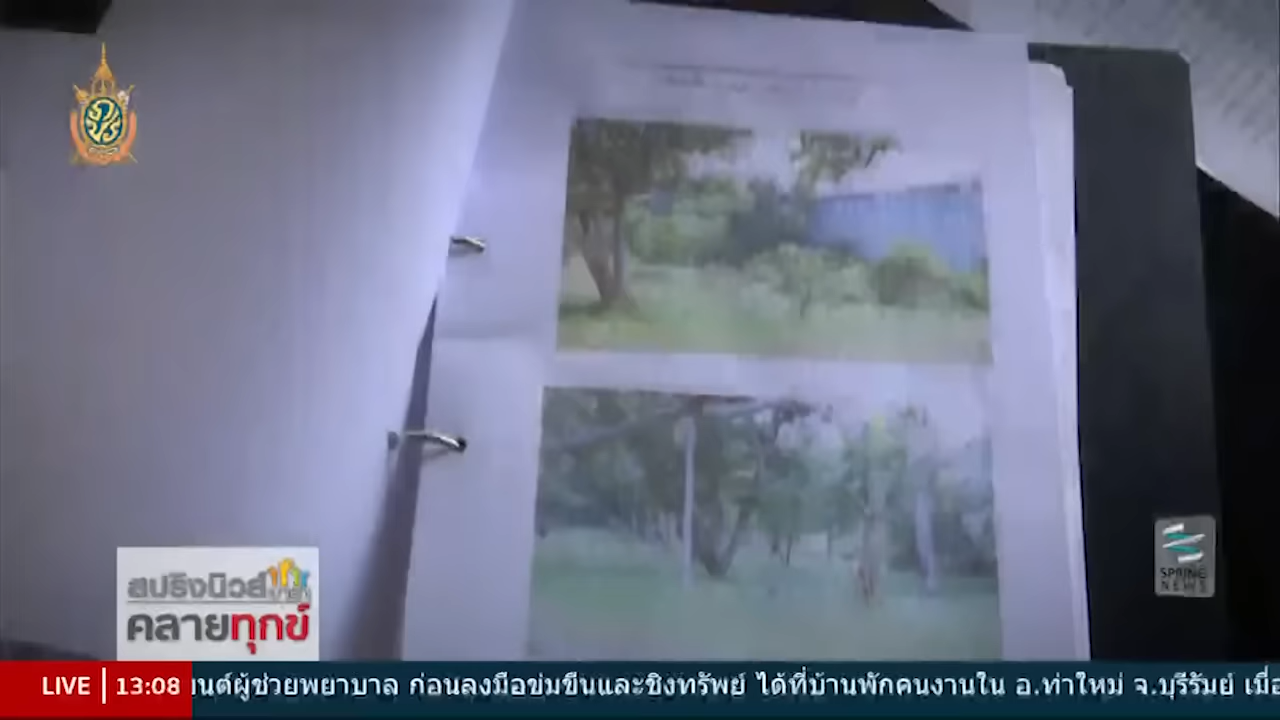 สปริงนิวส์
คลายทุกข์
SPRING
NEWS
LIVE 13:08 ยนต์ผู้ช่วยพยาบาล ก่อนลงมือข่มขืนและชิงทรัพย์ ได้ที่บ้านพักคนงานใน อ.ท่าใหม่ จ.บุรีรัมย์ เมื่อ